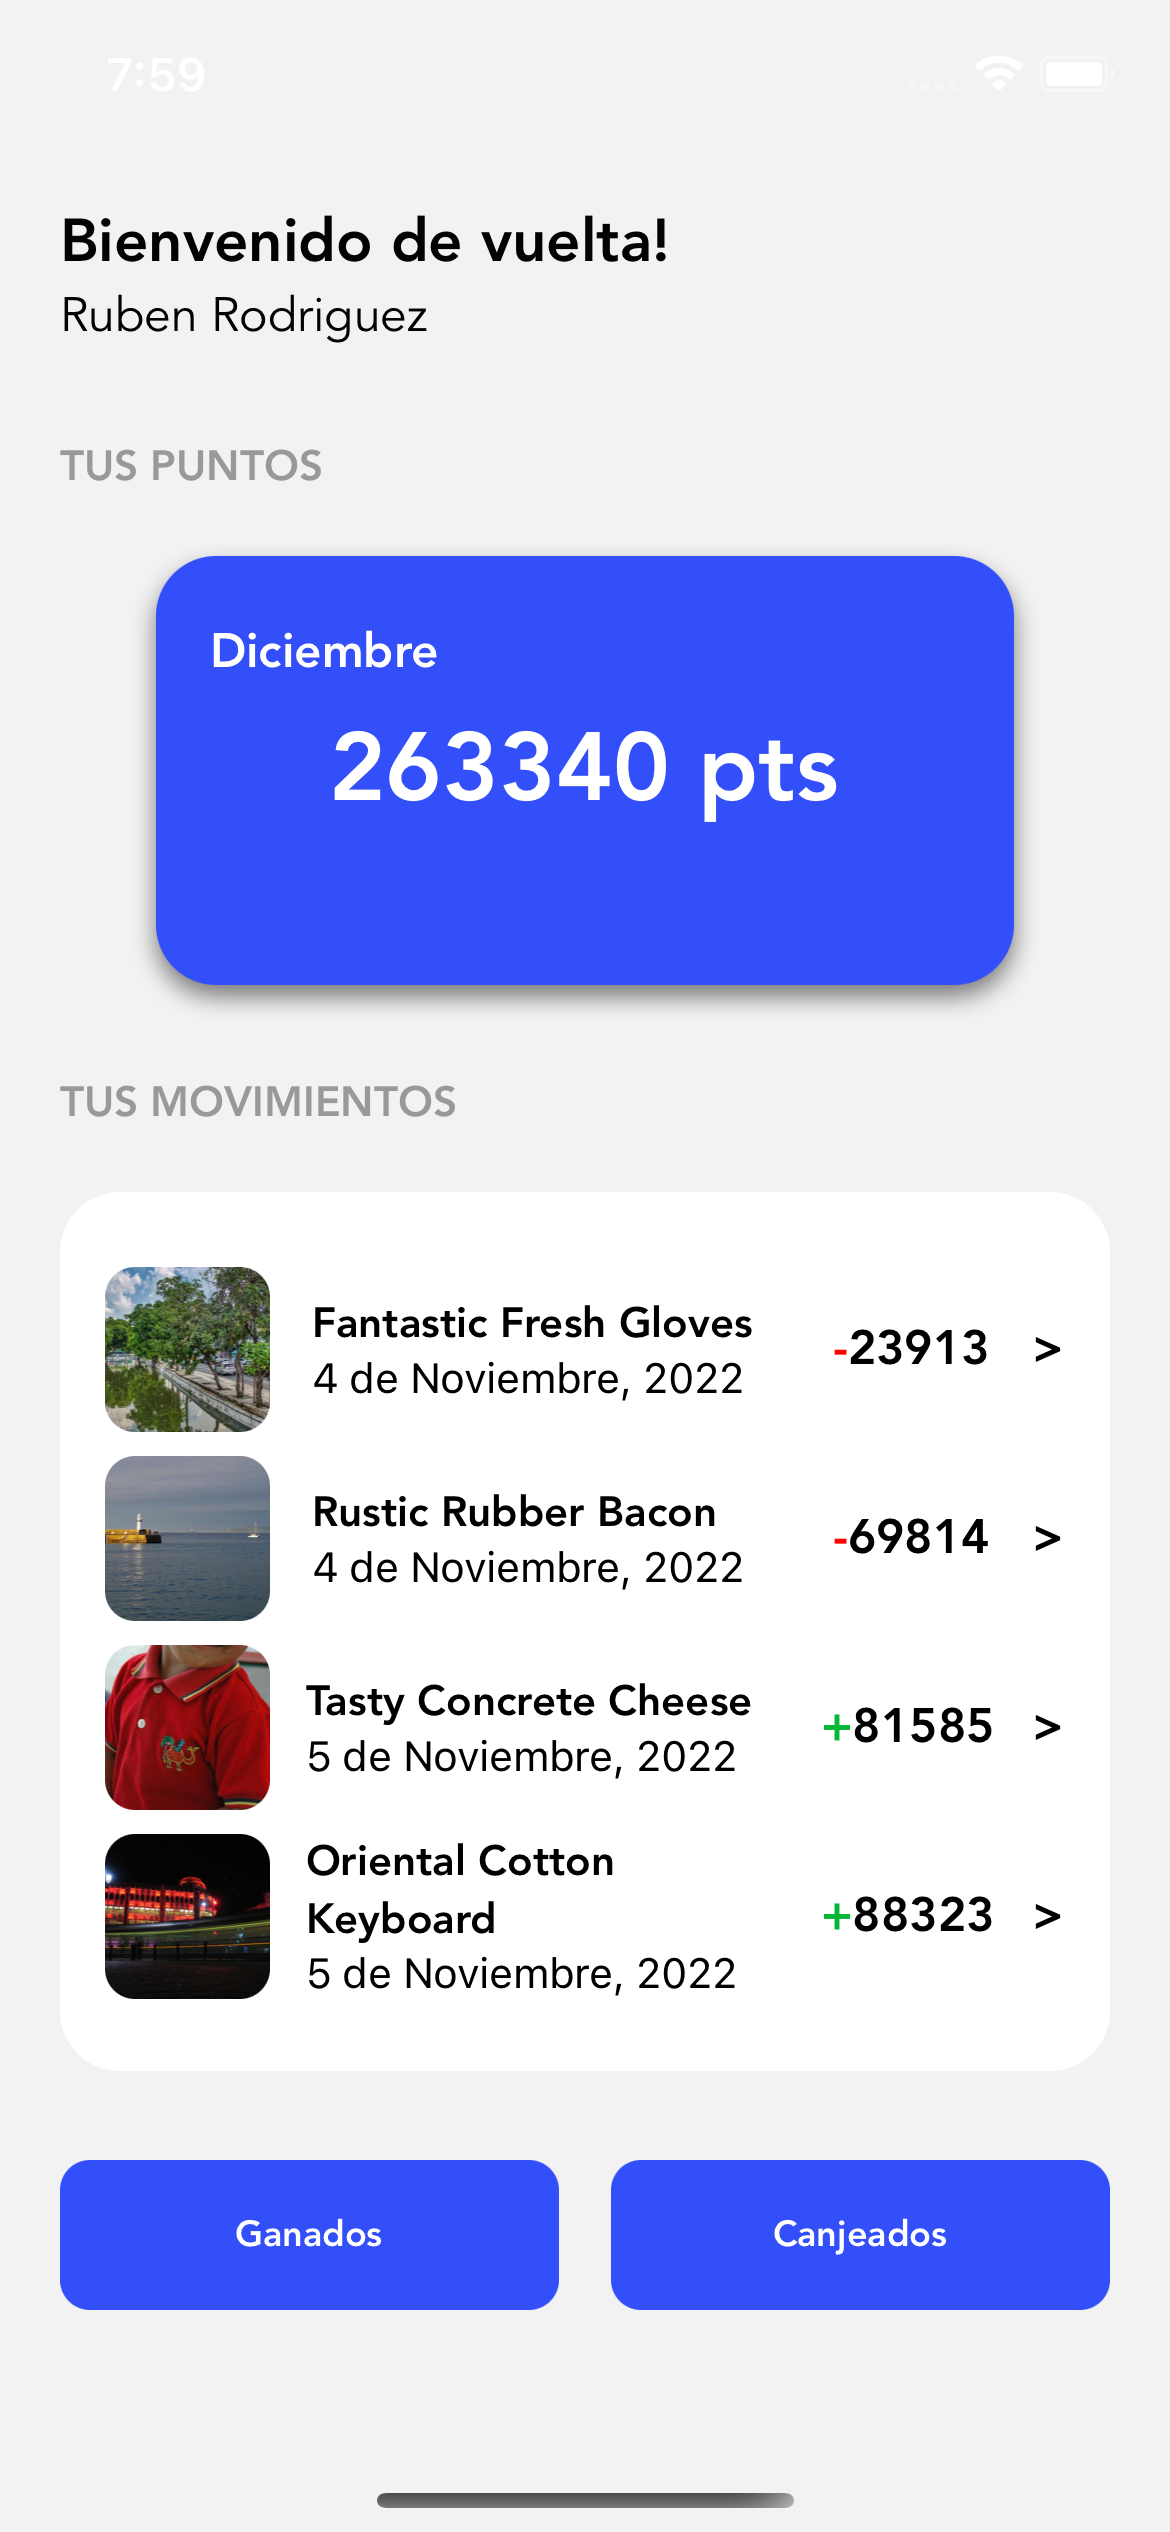 7:59
Bienvenido de vuelta!
Ruben Rodriguez
TUS PUNTOS
Diciembre
263340 pts
TUS MOVIMIENTOS
Fantastic Fresh Gloves
4 de Noviembre, 2022
-23913 >
Rustic Rubber Bacon
4 de Noviembre, 2022
-69814 >
Tasty Concrete Cheese
5 de Noviembre, 2022
+81585 >
Oriental Cotton
Keyboard
5 de Noviembre, 2022
+88323 >
Ganados
Canjeados